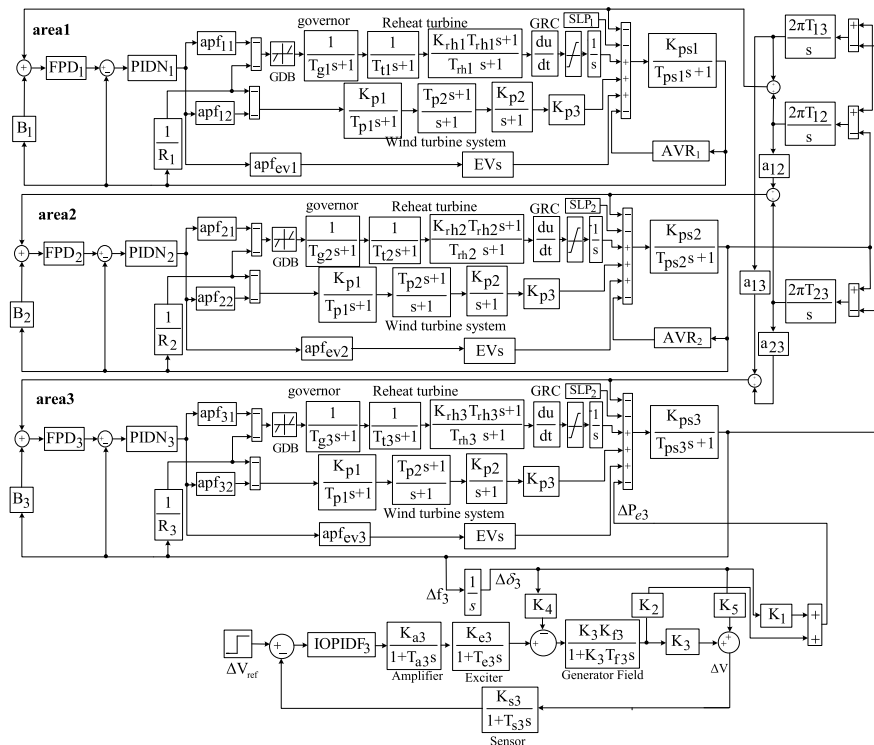 area1
apf11
governor
Reheat turbine
GRC
SLP1
1
Tg1s+1
1
Tt1s+1
Krh1Trh1s+1
Trh1 s+1
du
dt
1
s
Kps1
Tps1s+1
2πT13
s
FPD1
PIDN1
GDB
B1
apf12
1
R1
Kp1
Tp1s+1
Tp2s+1
s+1
Kp2
s+1
Kp3
Wind turbine system
2πT12
s
AVR1
a12
apfev1
EVs
area2
apf21
governor
Reheat turbine
GRC
SLP2
1
Tg2s+1
1
Tt2s+1
Krh2Trh2s+1
Trh2 s+1
du
dt
1
s
Kps2
Tps2s+1
FPD2
PIDN2
GDB
a13
2πT23
s
B2
apf22
1
R2
Kp1
Tp1s+1
Tp2s+1
s+1
Kp2
s+1
Kp3
Wind turbine system
AVR2
a23
apfev2
EVs
area3
apf31
governor
Reheat turbine
GRC
SLP2
1
Tg3s+1
1
Tt3s+1
Krh3Trh3s+1
Trh3 s+1
du
dt
1
s
Kps3
Tps3s+1
FPD3
PIDN3
GDB
B3
apf32
1
R3
Kp1
Tp1s+1
Tp2s+1
s+1
Kp2
s+1
Kp3
Wind turbine system
ΔPe3
apfev3
EVs
Δf3
1
s
Δδ3
K4
K2
K5
K1
ΔVref
IOPIDF3
Ka3
1+Ta3s
Amplifier
Ke3
1+Te3s
Exciter
K3Kf3
1+K3Tf3s
Generator Field
K3
ΔV
Ks3
1+Ts3s
Sensor